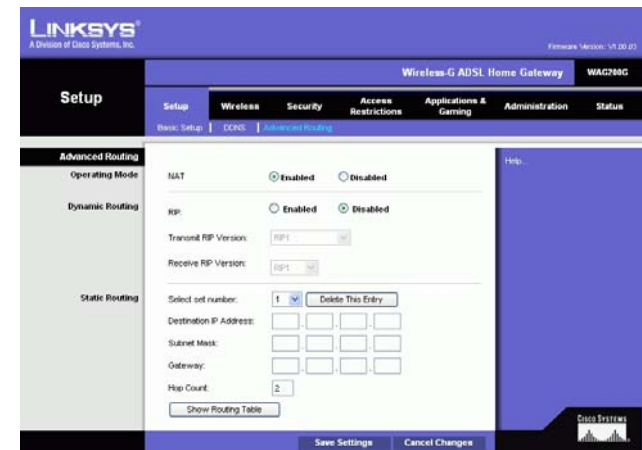 LINKSYS®
A Division of Cisco Systems, Inc.
Firmware Version: V1.00.03
Wireless-G ADSL Home Gateway WAG200G
Setup
Setup Wireless Security Access Restrictions Applications & Gaming Administration Status
Basic Setup | DDNS | Advanced Routing
Advanced Routing
Help...
Operating Mode NAT Enabled Disabled
Dynamic Routing RIP: Enabled Disabled
Transmit RIP Version: RIP1
Receive RIP Version: RIP1
Static Routing Select set number: 1 Delete This Entry
Destination IP Address:
Subnet Mask:
Gateway:
Hop Count: 2
Show Routing Table
Save Settings Cancel Changes
CISCO SYSTEMS